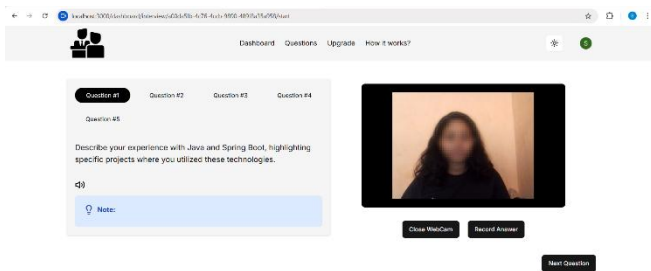 Dashboard Questions Upgrade How it works?
S
Question #1 Question #2 Question #3 Question #4
Question #5
Describe your experience with Java and Spring Boot, highlighting
specific projects where you utilized these technologies.
Note:
Close WebCam Record Answer
Next Question